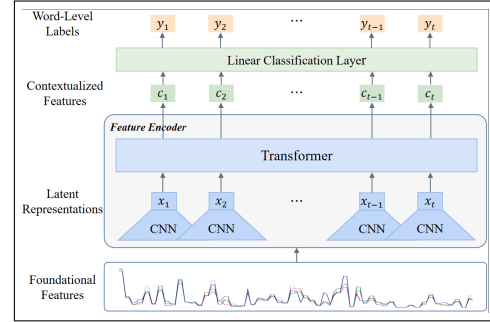 Word-Level
Labels
y₁ y₂ ... yₜ₋₁ yₜ
Linear Classification Layer
Contextualized
Features
c₁ c₂ ... cₜ₋₁ cₜ
Feature Encoder
Transformer
Latent
Representations
x₁ x₂ ... xₜ₋₁ xₜ
CNN CNN CNN CNN
Foundational
Features